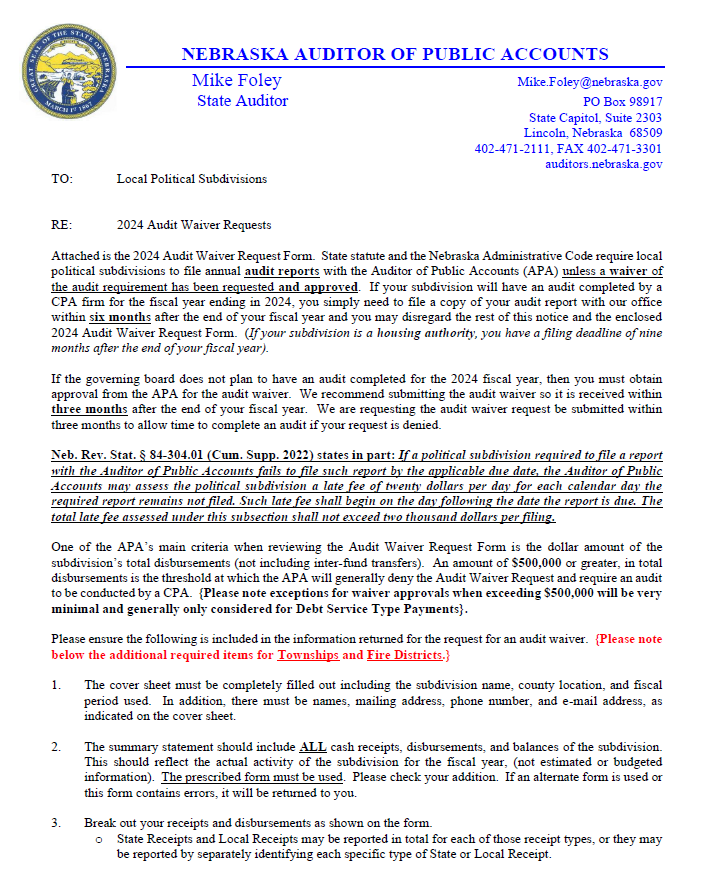 GREAT SEAL OF THE STATE OF NEBRASKA
MARCH 1ST 1867
NEBRASKA AUDITOR OF PUBLIC ACCOUNTS
Mike Foley
State Auditor
Mike.Foley@nebraska.gov
PO Box 98917
State Capitol, Suite 2303
Lincoln, Nebraska 68509
402-471-2111, FAX 402-471-3301
auditors.nebraska.gov
TO: Local Political Subdivisions
RE: 2024 Audit Waiver Requests
Attached is the 2024 Audit Waiver Request Form. State statute and the Nebraska Administrative Code require local
political subdivisions to file annual audit reports with the Auditor of Public Accounts (APA) unless a waiver of
the audit requirement has been requested and approved. If your subdivision will have an audit completed by a
CPA firm for the fiscal year ending in 2024, you simply need to file a copy of your audit report with our office
within six months after the end of your fiscal year and you may disregard the rest of this notice and the enclosed
2024 Audit Waiver Request Form. (If your subdivision is a housing authority, you have a filing deadline of nine
months after the end of your fiscal year).
If the governing board does not plan to have an audit completed for the 2024 fiscal year, then you must obtain
approval from the APA for the audit waiver. We recommend submitting the audit waiver so it is received within
three months after the end of your fiscal year. We are requesting the audit waiver request be submitted within
three months to allow time to complete an audit if your request is denied.
Neb. Rev. Stat. § 84-304.01 (Cum. Supp. 2022) states in part: If a political subdivision required to file a report
with the Auditor of Public Accounts fails to file such report by the applicable due date, the Auditor of Public
Accounts may assess the political subdivision a late fee of twenty dollars per day for each calendar day the
required report remains not filed. Such late fee shall begin on the day following the date the report is due. The
total late fee assessed under this subsection shall not exceed two thousand dollars per filing.
One of the APA's main criteria when reviewing the Audit Waiver Request Form is the dollar amount of the
subdivision's total disbursements (not including inter-fund transfers). An amount of $500,000 or greater, in total
disbursements is the threshold at which the APA will generally deny the Audit Waiver Request and require an audit
to be conducted by a CPA. {Please note exceptions for waiver approvals when exceeding $500,000 will be very
minimal and generally only considered for Debt Service Type Payments}.
Please ensure the following is included in the information returned for the request for an audit waiver. {Please note
below the additional required items for Townships and Fire Districts.}
1. The cover sheet must be completely filled out including the subdivision name, county location, and fiscal
period used. In addition, there must be names, mailing address, phone number, and e-mail address, as
indicated on the cover sheet.
2. The summary statement should include ALL cash receipts, disbursements, and balances of the subdivision.
This should reflect the actual activity of the subdivision for the fiscal year, (not estimated or budgeted
information). The prescribed form must be used. Please check your addition. If an alternate form is used or
this form contains errors, it will be returned to you.
3. Break out your receipts and disbursements as shown on the form.
o State Receipts and Local Receipts may be reported in total for each of those receipt types, or they may
be reported by separately identifying each specific type of State or Local Receipt.